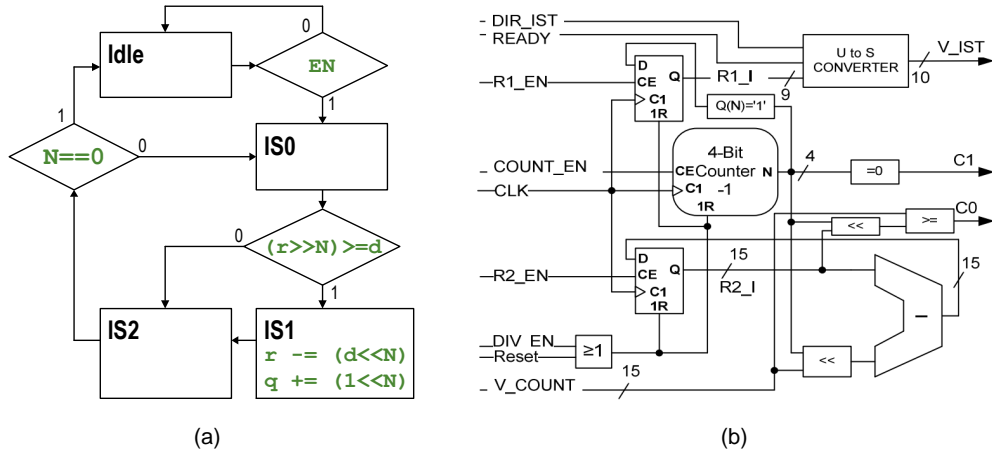 0
Idle
EN
1
1
IS0
0
N==0
0
(r>>N)>=d
1
IS2
IS1
r -= (d<<N)
q += (1<<N)
(a)
DIR_IST
READY
U to S
CONVERTER
V_IST
10
D
CE
Q
C1
1R
R1_EN
R1_I
9
Q(N)='1'
COUNT_EN
4-Bit
CE Counter N
C1 -1
1R
4
=0
C1
CLK
C0
>=
<<
D
CE
Q
C1
1R
R2_EN
15
R2_I
15
–
DIV_EN
Reset
≥1
<<
V_COUNT
15
(b)